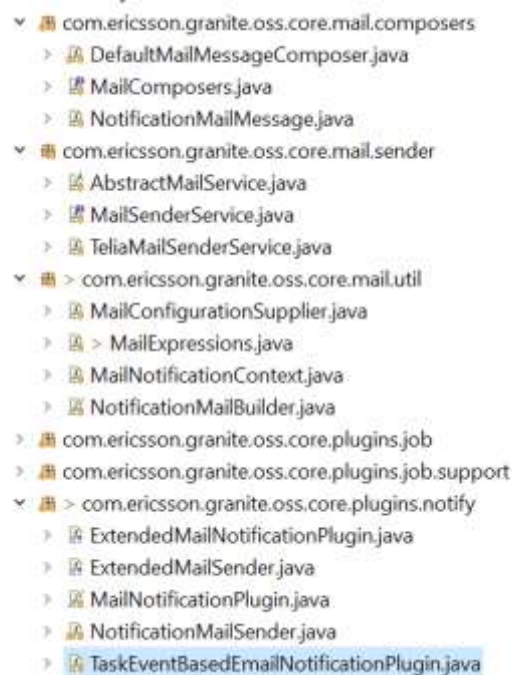 com.ericsson.granite.oss.core.mail.composers
DefaultMailMessageComposer.java
MailComposers.java
NotificationMailMessage.java
com.ericsson.granite.oss.core.mail.sender
AbstractMailService.java
MailSenderService.java
TeliaMailSenderService.java
> com.ericsson.granite.oss.core.mail.util
MailConfigurationSupplier.java
> MailExpressions.java
MailNotificationContext.java
NotificationMailBuilder.java
com.ericsson.granite.oss.core.plugins.job
com.ericsson.granite.oss.core.plugins.job.support
> com.ericsson.granite.oss.core.plugins.notify
ExtendedMailNotificationPlugin.java
ExtendedMailSender.java
MailNotificationPlugin.java
NotificationMailSender.java
TaskEventBasedEmailNotificationPlugin.java